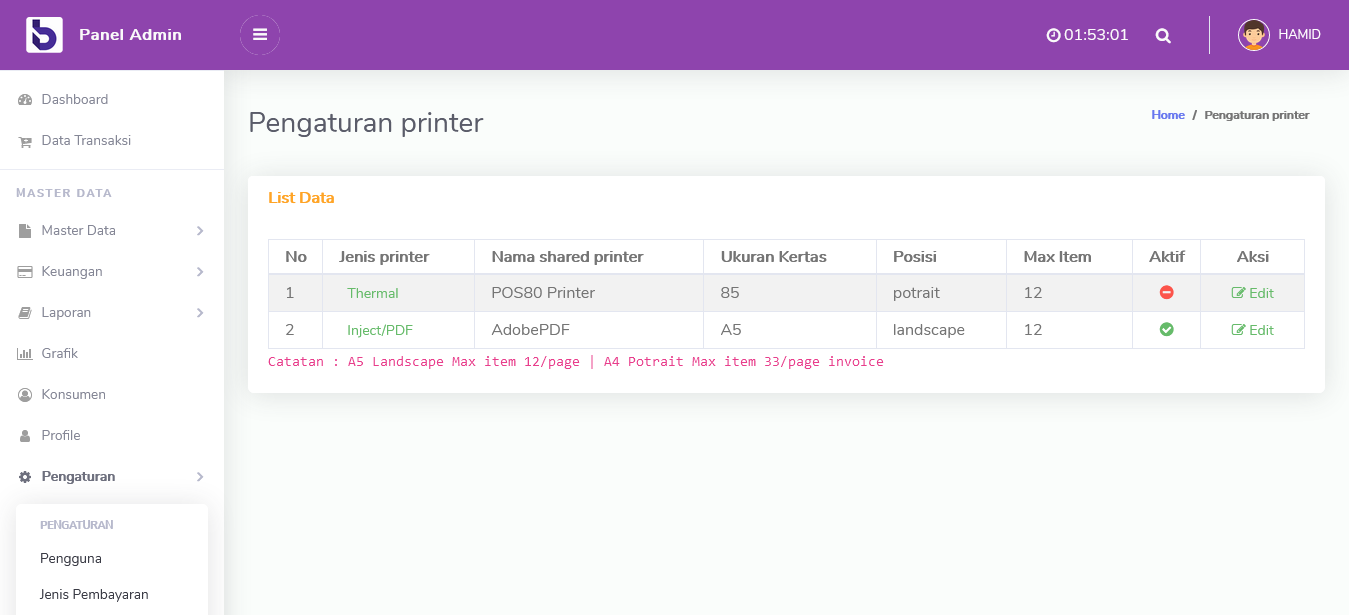 Panel Admin
01:53:01
HAMID
Dashboard
Data Transaksi
MASTER DATA
Master Data
Keuangan
Laporan
Grafik
Konsumen
Profile
Pengaturan
PENGATURAN
Pengguna
Jenis Pembayaran
Pengaturan printer
Home / Pengaturan printer
List Data
No Jenis printer Nama shared printer Ukuran Kertas Posisi Max Item Aktif Aksi
1 Thermal POS80 Printer 85 potrait 12 Edit
2 Inject/PDF AdobePDF A5 landscape 12 Edit
Catatan : A5 Landscape Max item 12/page | A4 Potrait Max item 33/page invoice